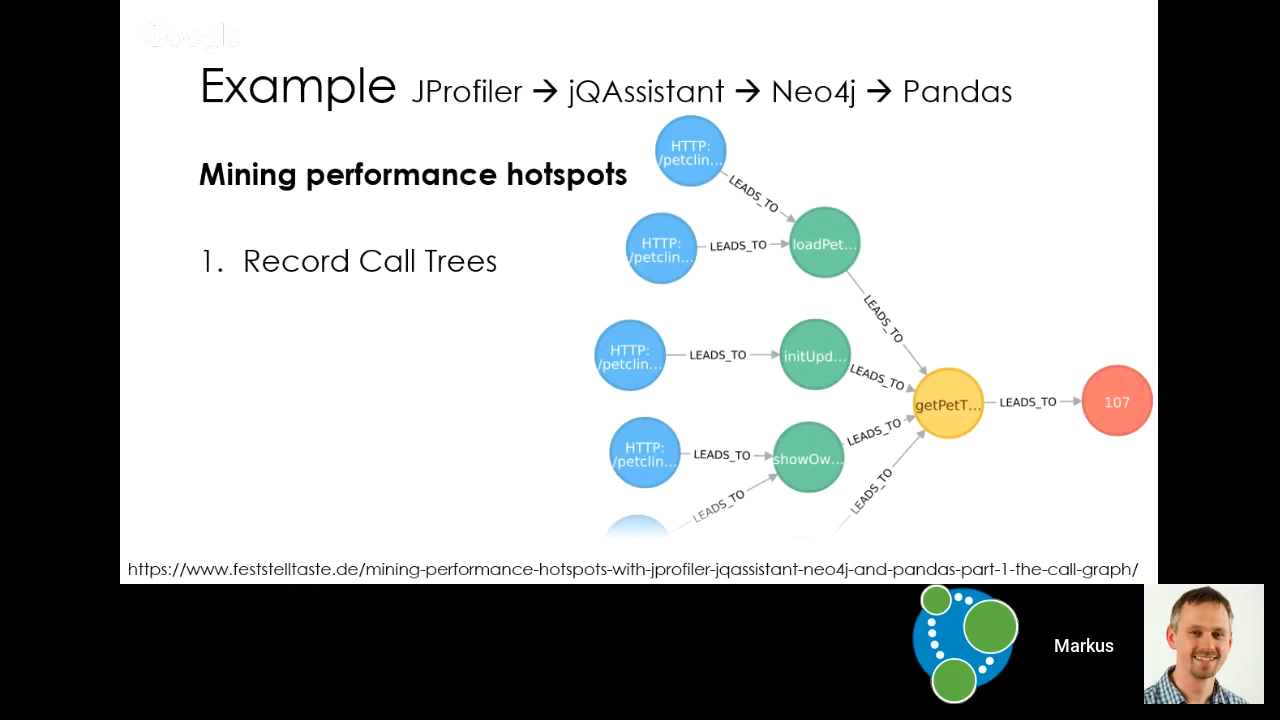 Google
Example JProfiler → jQAssistant → Neo4j → Pandas
Mining performance hotspots
1. Record Call Trees
HTTP:
/petclin...
LEADS_TO
HTTP:
/petclin...
LEADS_TO
loadPet...
LEADS_TO
HTTP:
/petclin...
LEADS_TO
initUpd...
LEADS_TO
getPetT...
LEADS_TO
107
HTTP:
/petclin...
LEADS_TO
showOw...
LEADS_TO
LEADS_TO
LEADS_TO
https://www.feststelltaste.de/mining-performance-hotspots-with-jprofiler-jqassistant-neo4j-and-pandas-part-1-the-call-graph/
Markus